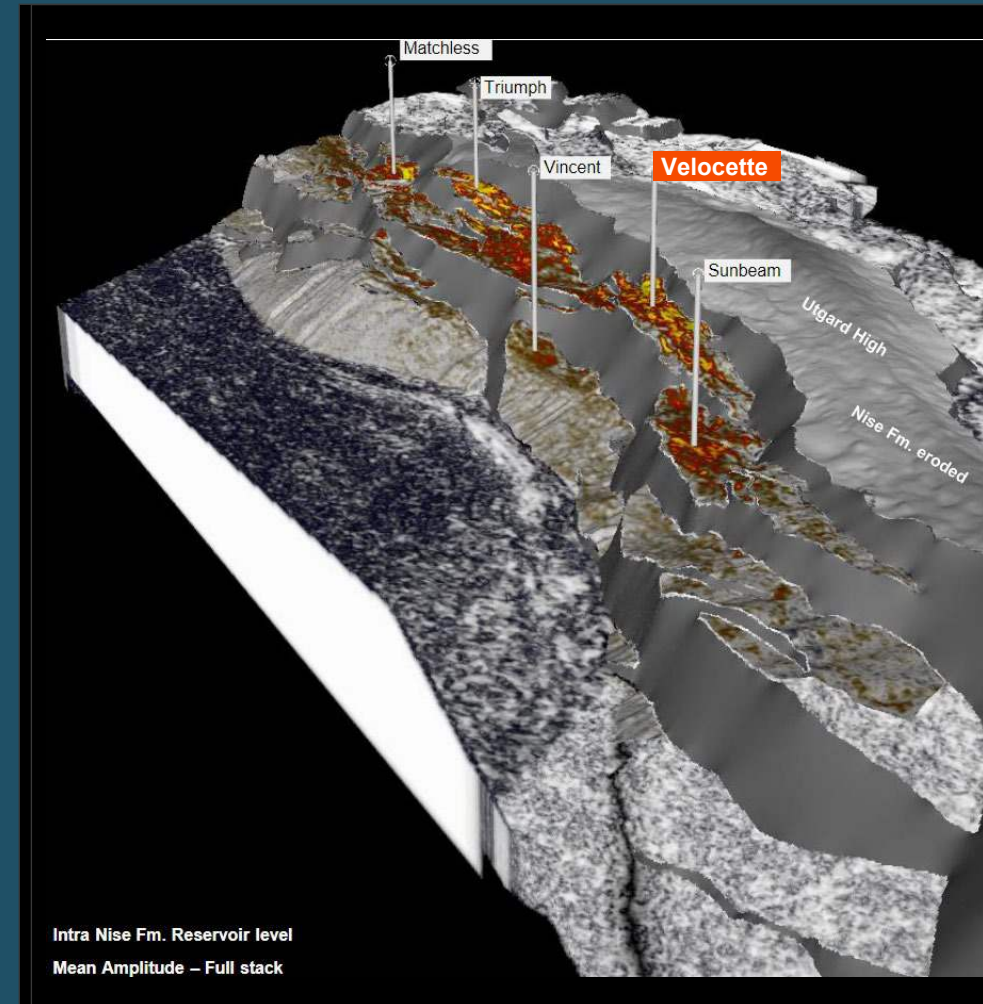 Matchless
Triumph
Vincent
Velocette
Sunbeam
Utgard High
Nise Fm. eroded
Intra Nise Fm. Reservoir level
Mean Amplitude – Full stack